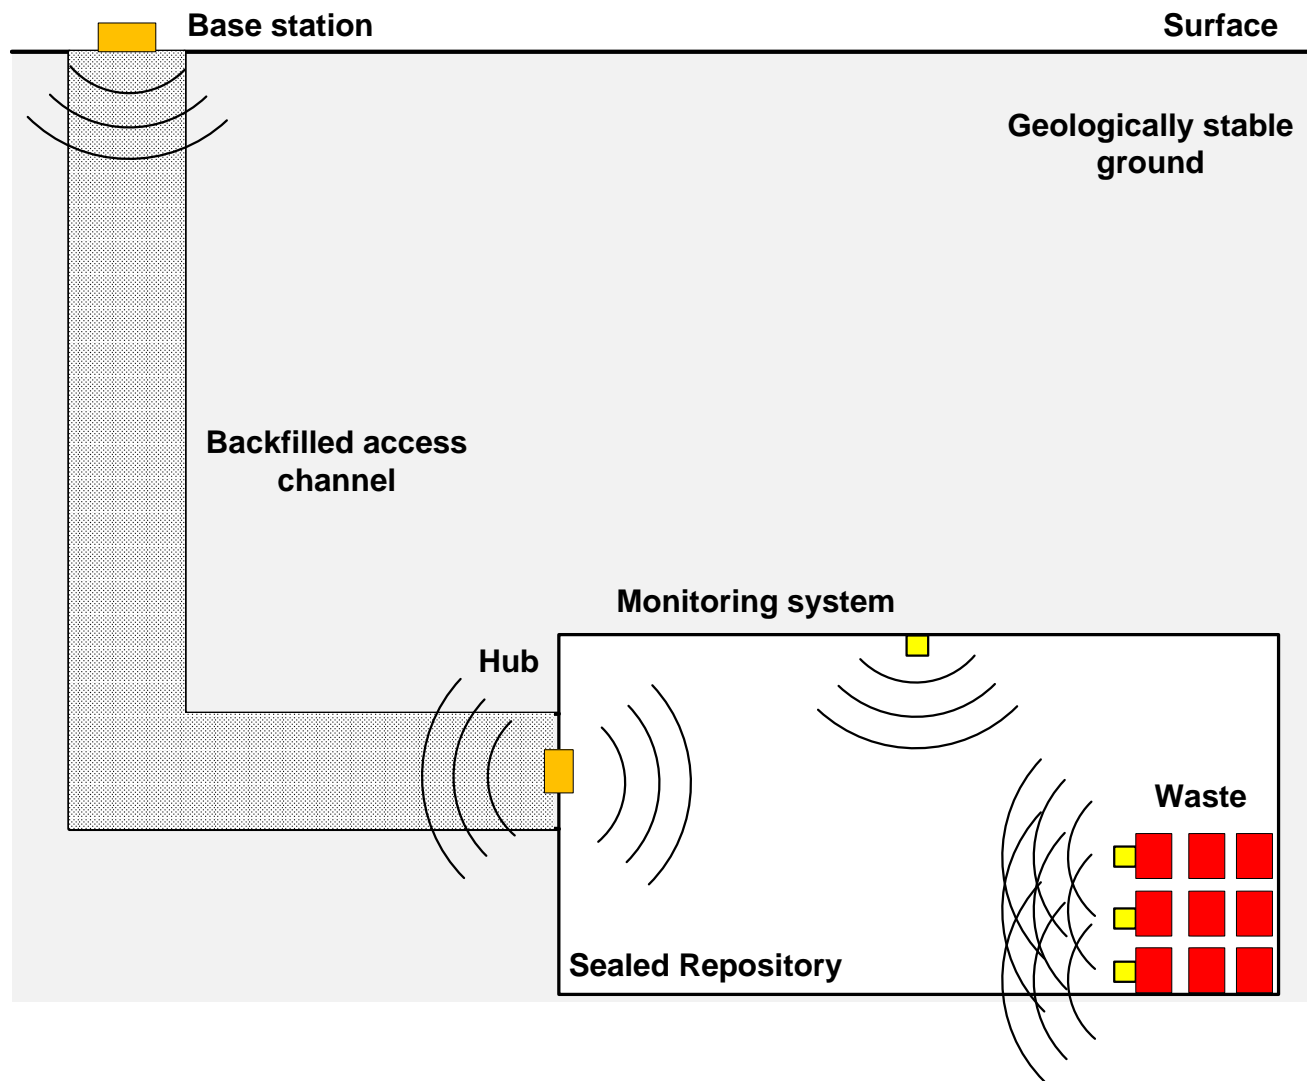 Base station
Surface
Geologically stable
ground
Backfilled access
channel
Monitoring system
Hub
Waste
Sealed Repository